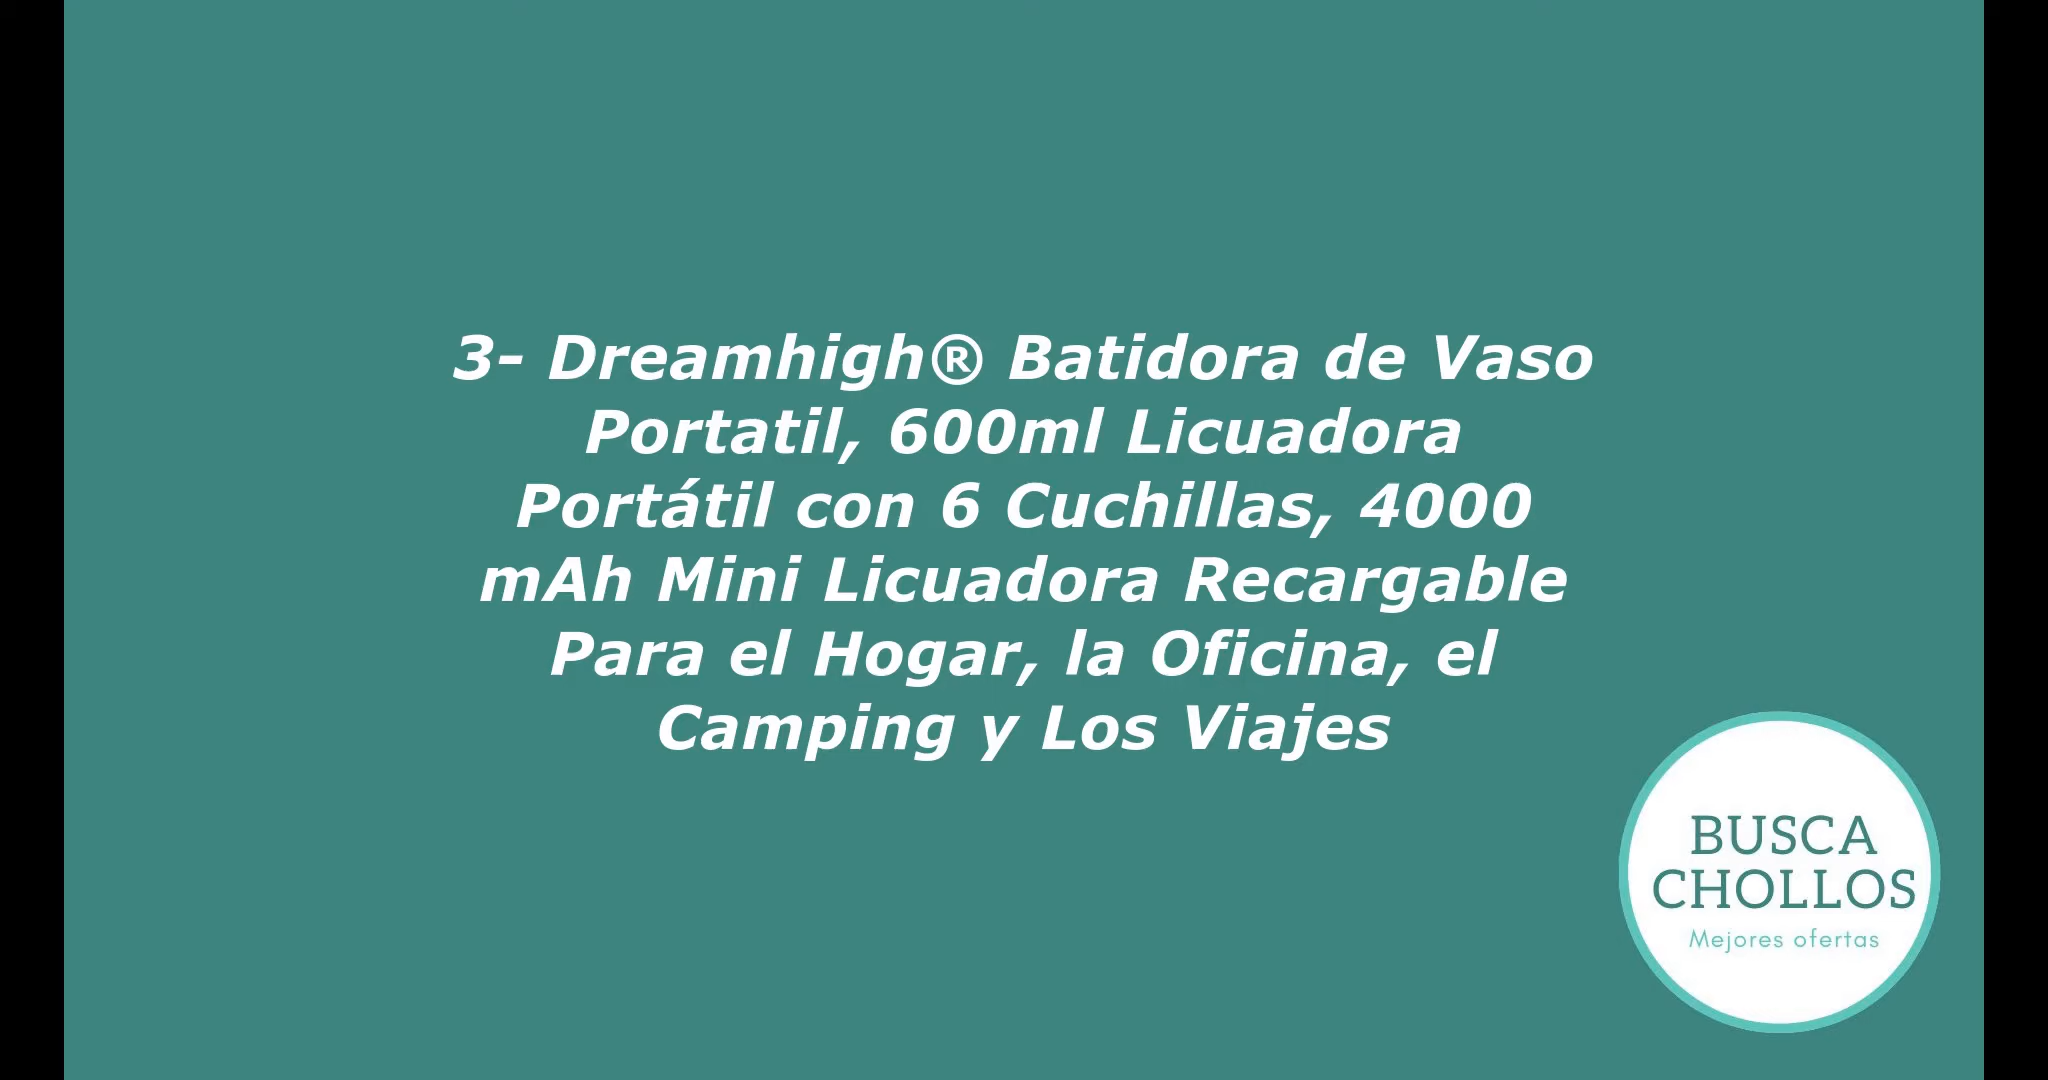 3- Dreamhigh® Batidora de Vaso
Portatil, 600ml Licuadora
Portátil con 6 Cuchillas, 4000
mAh Mini Licuadora Recargable
Para el Hogar, la Oficina, el
Camping y Los Viajes
BUSCA
CHOLLOS
Mejores ofertas